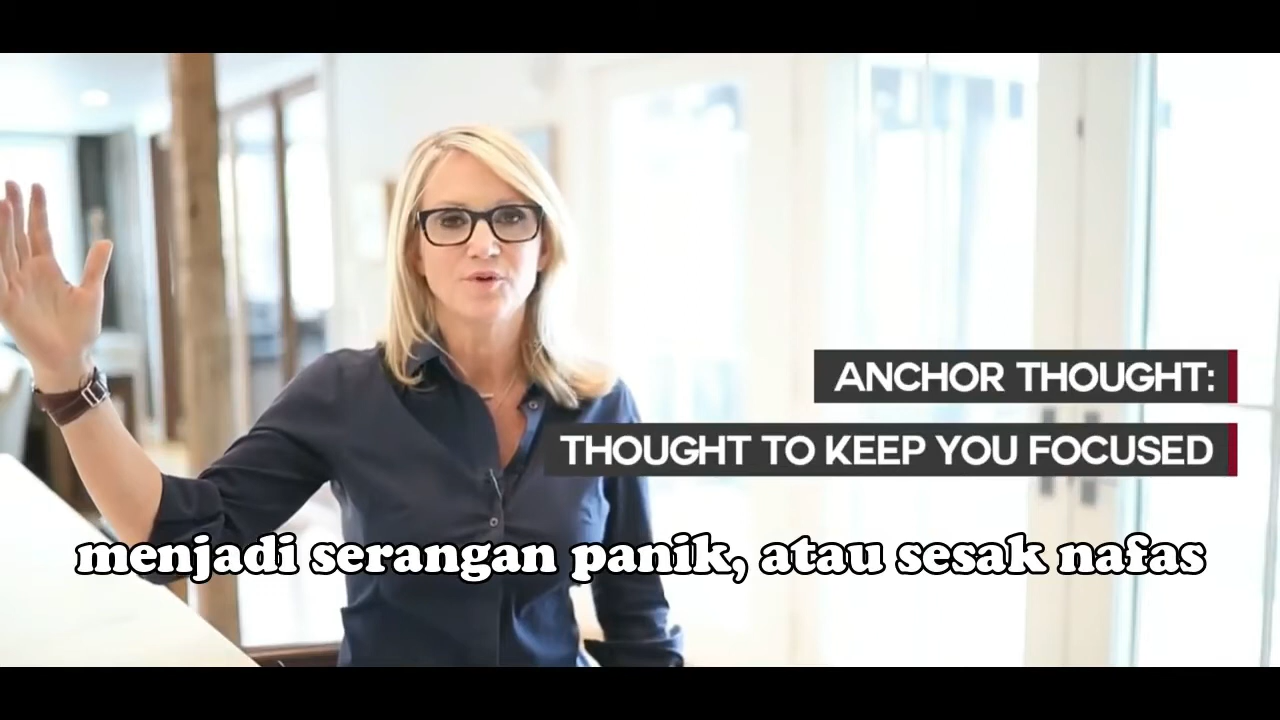 ANCHOR THOUGHT:
THOUGHT TO KEEP YOU FOCUSED
menjadi serangan panik, atau sesak nafas